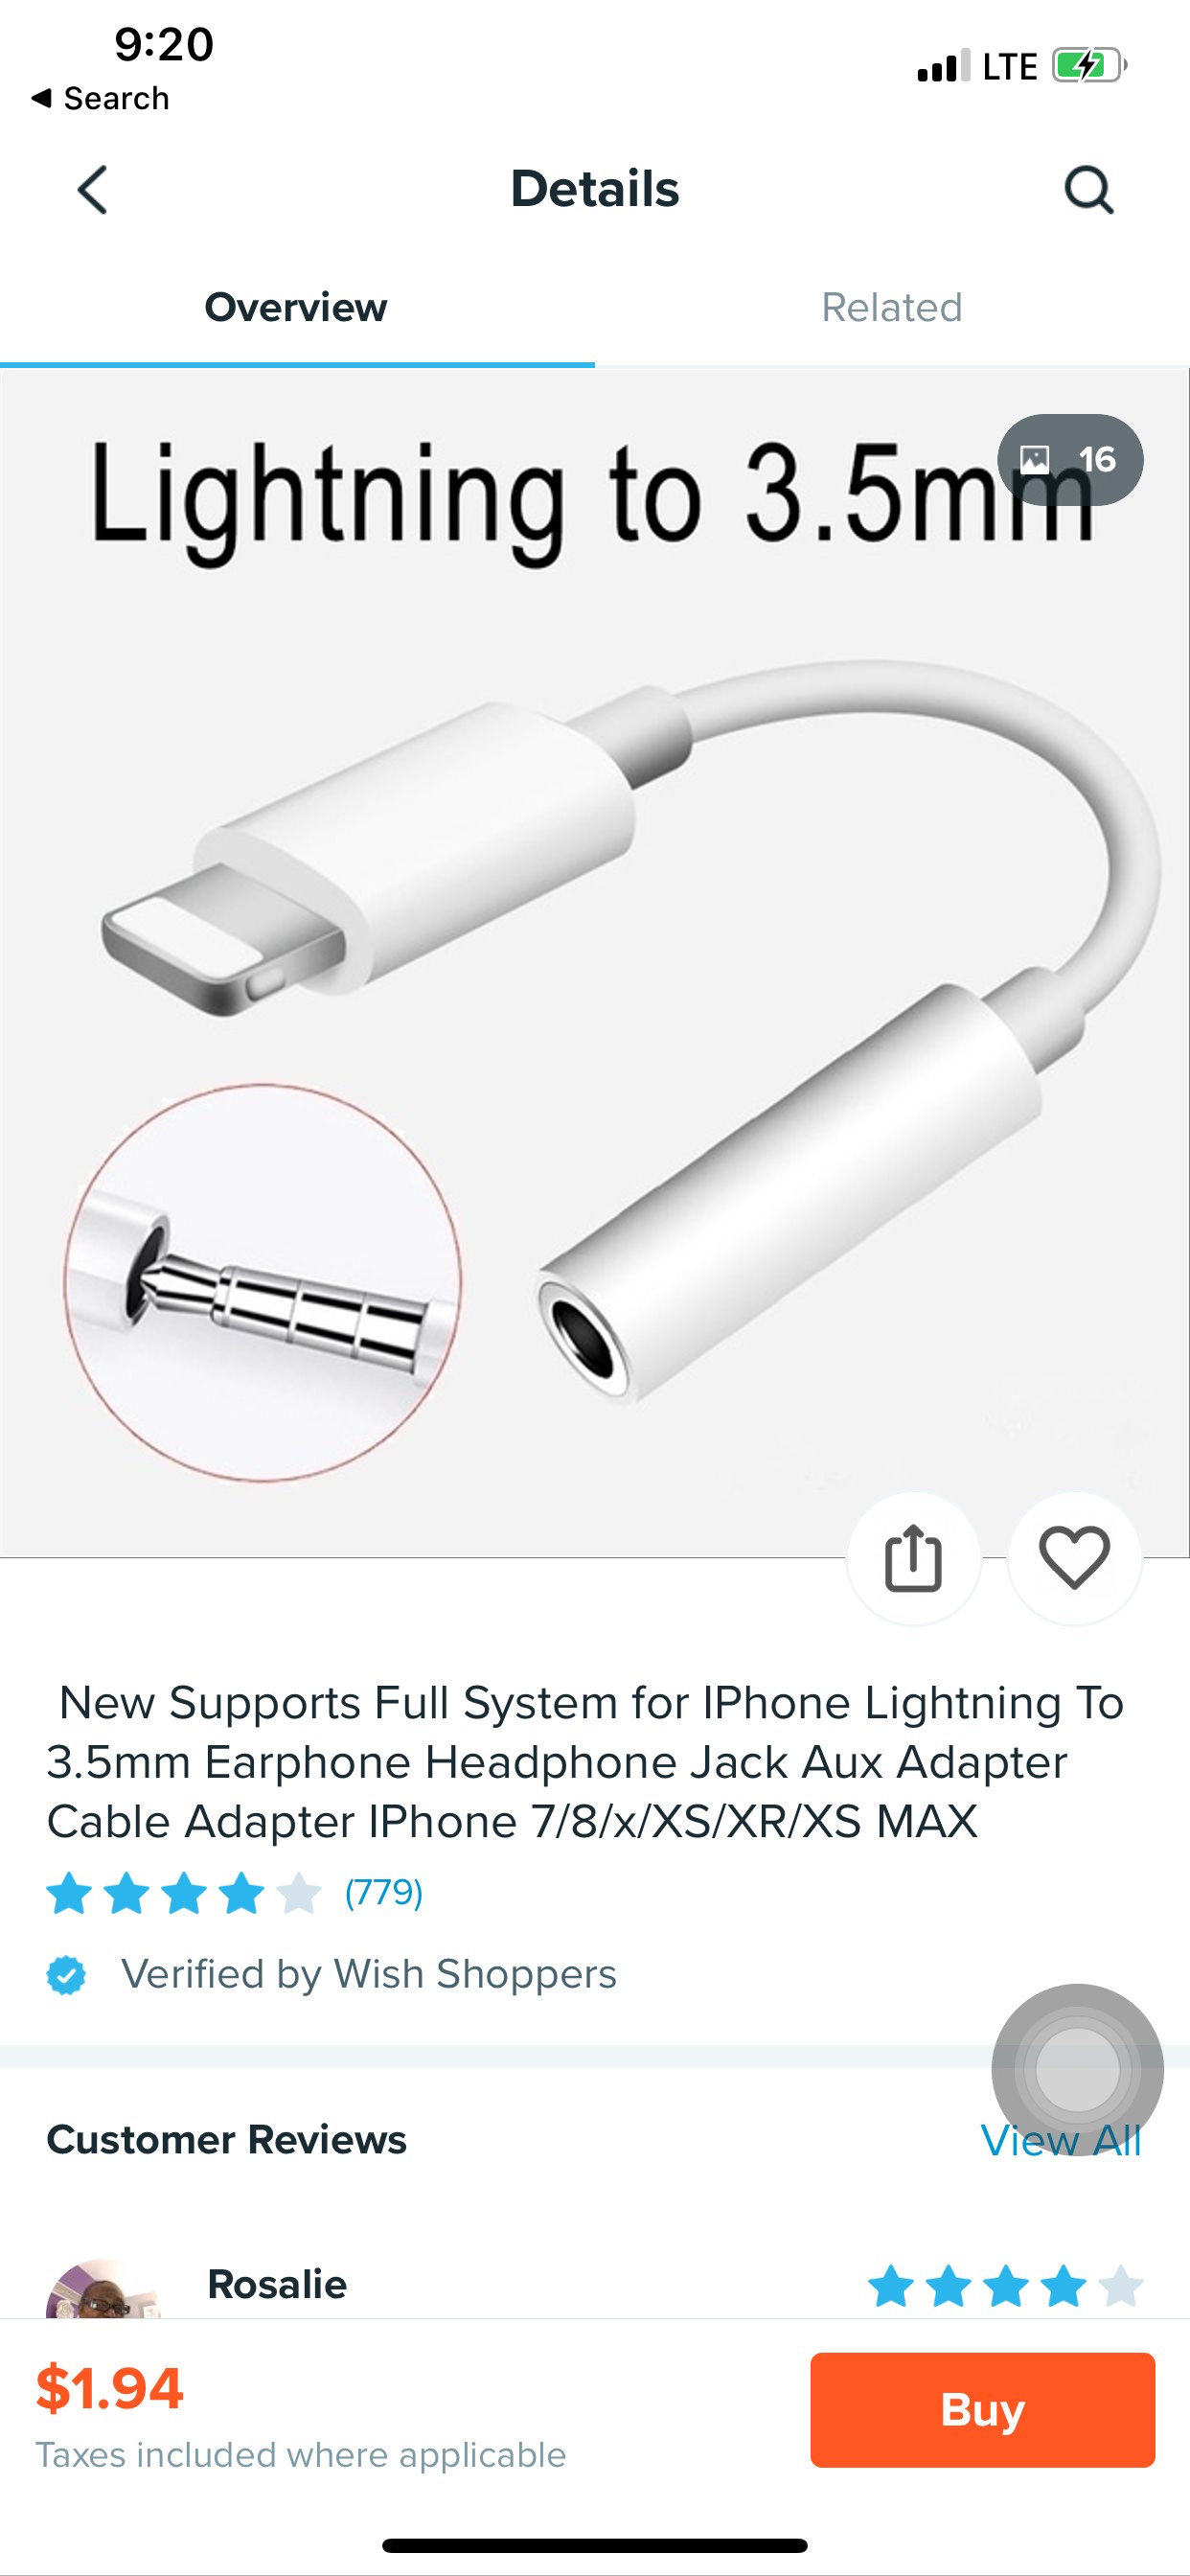 9:20
LTE
Search
Details
Overview
Related
Lightning to 3.5mm
16
New Supports Full System for IPhone Lightning To
3.5mm Earphone Headphone Jack Aux Adapter
Cable Adapter IPhone 7/8/x/XS/XR/XS MAX
(779)
Verified by Wish Shoppers
Customer Reviews
View All
Rosalie
$1.94
Buy
Taxes included where applicable